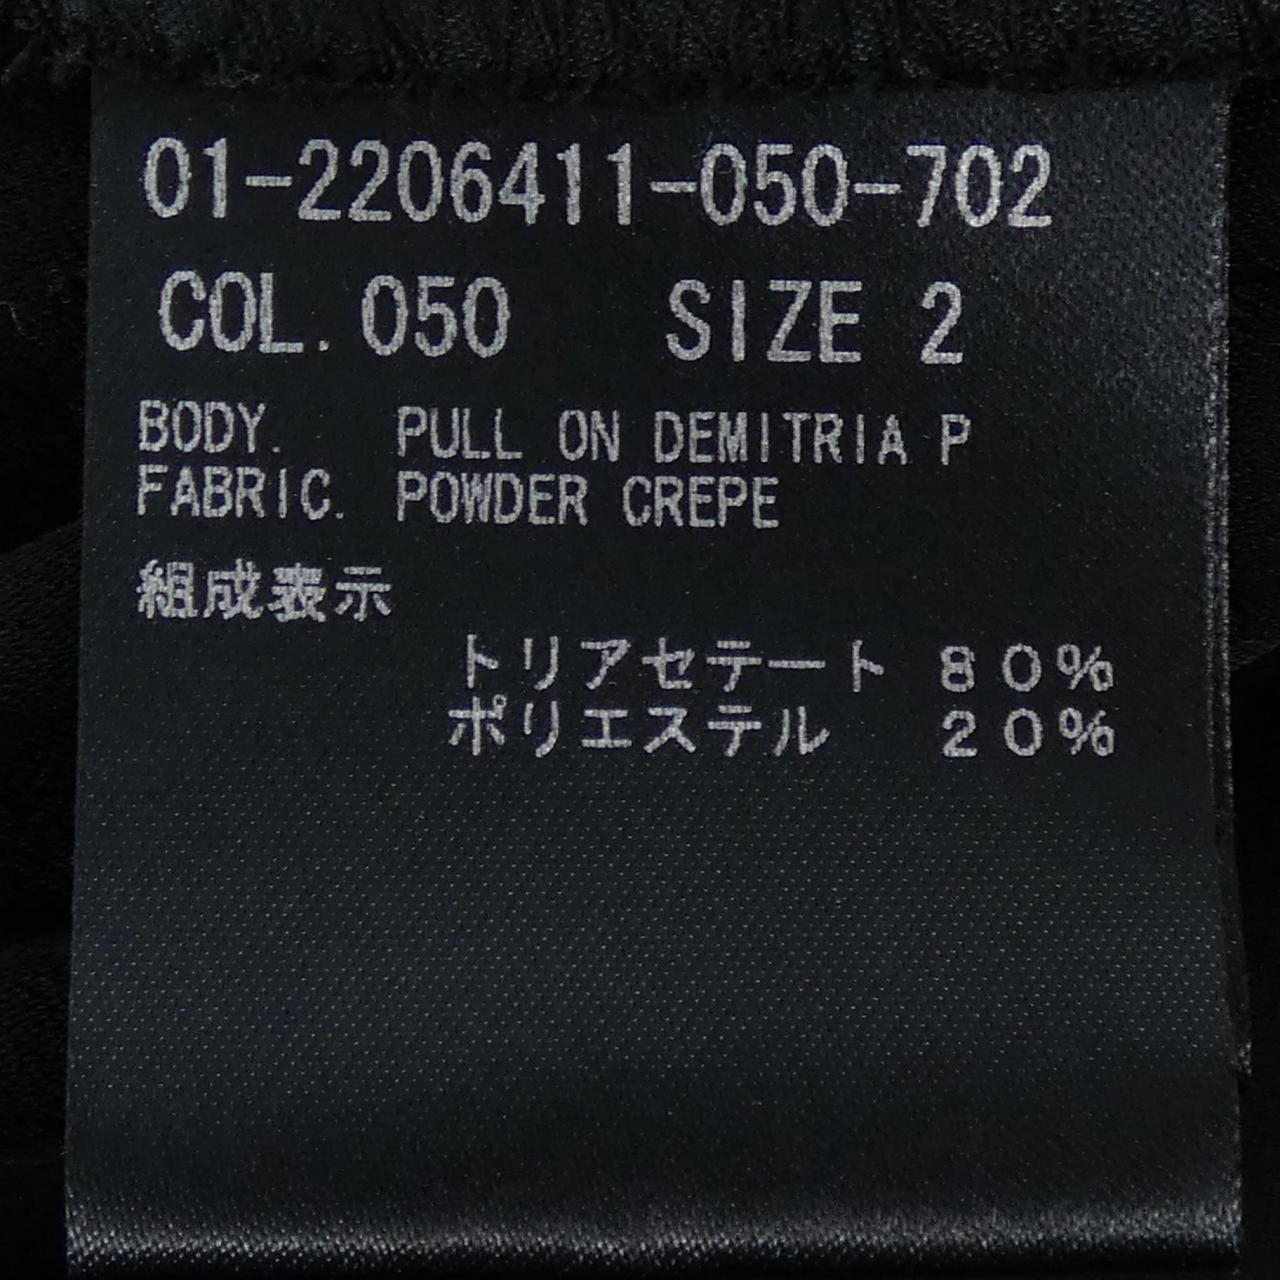 01-2206411-050-702
COL. 050 SIZE 2
BODY. PULL ON DEMITRIA P
FABRIC. POWDER CREPE
組成表示
トリアセテート 80%
ポリエステル 20%